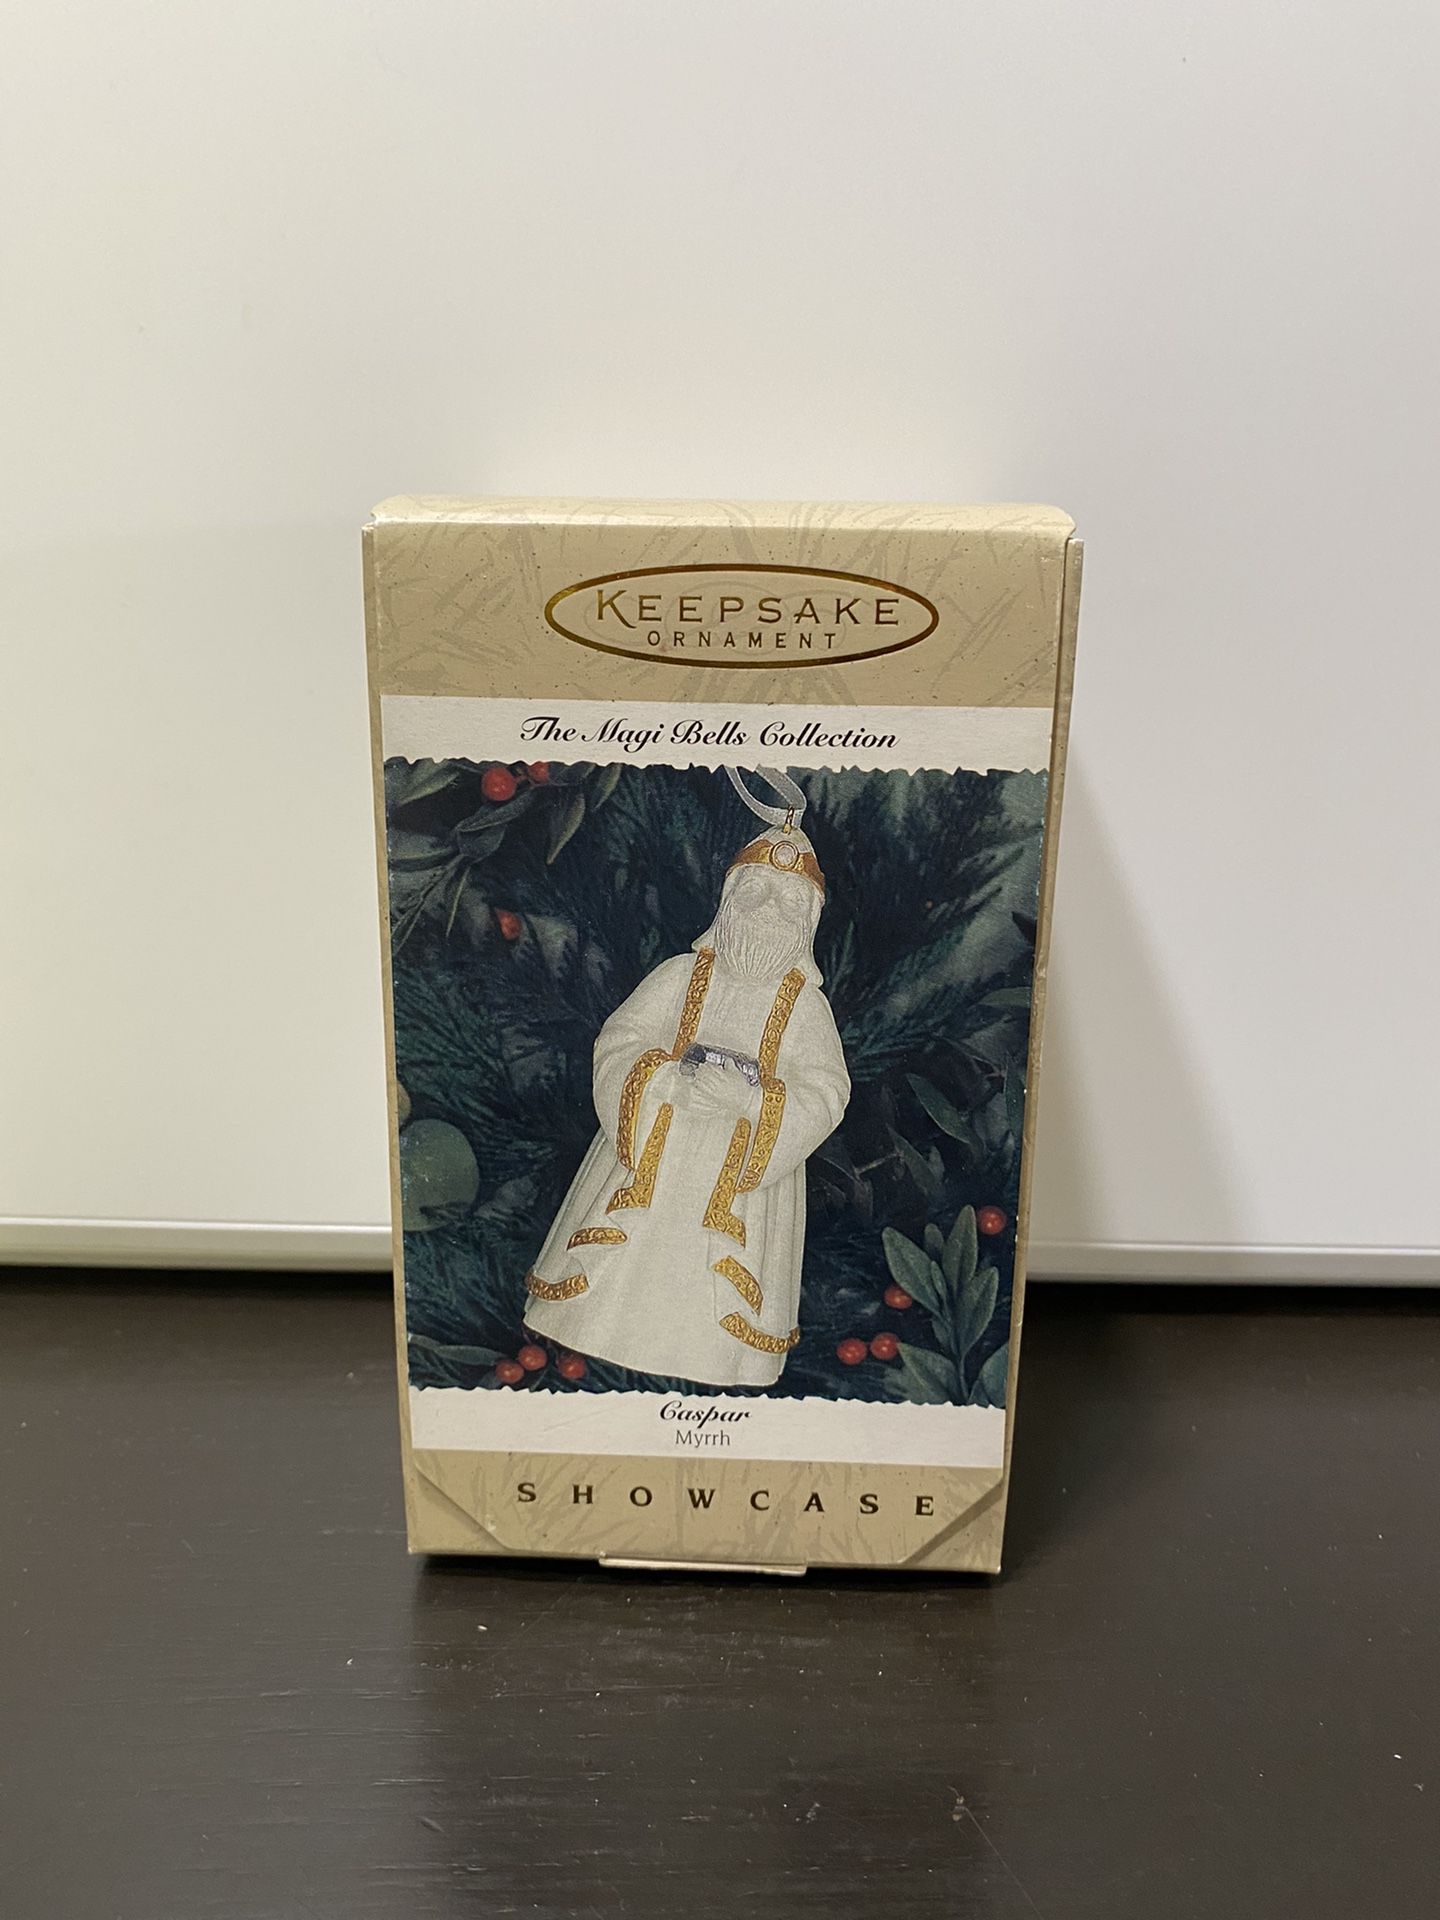 KEEPSAKE
ORNAMENT
The Magi Bells Collection
Caspar
Myrrh
SHOWCASE